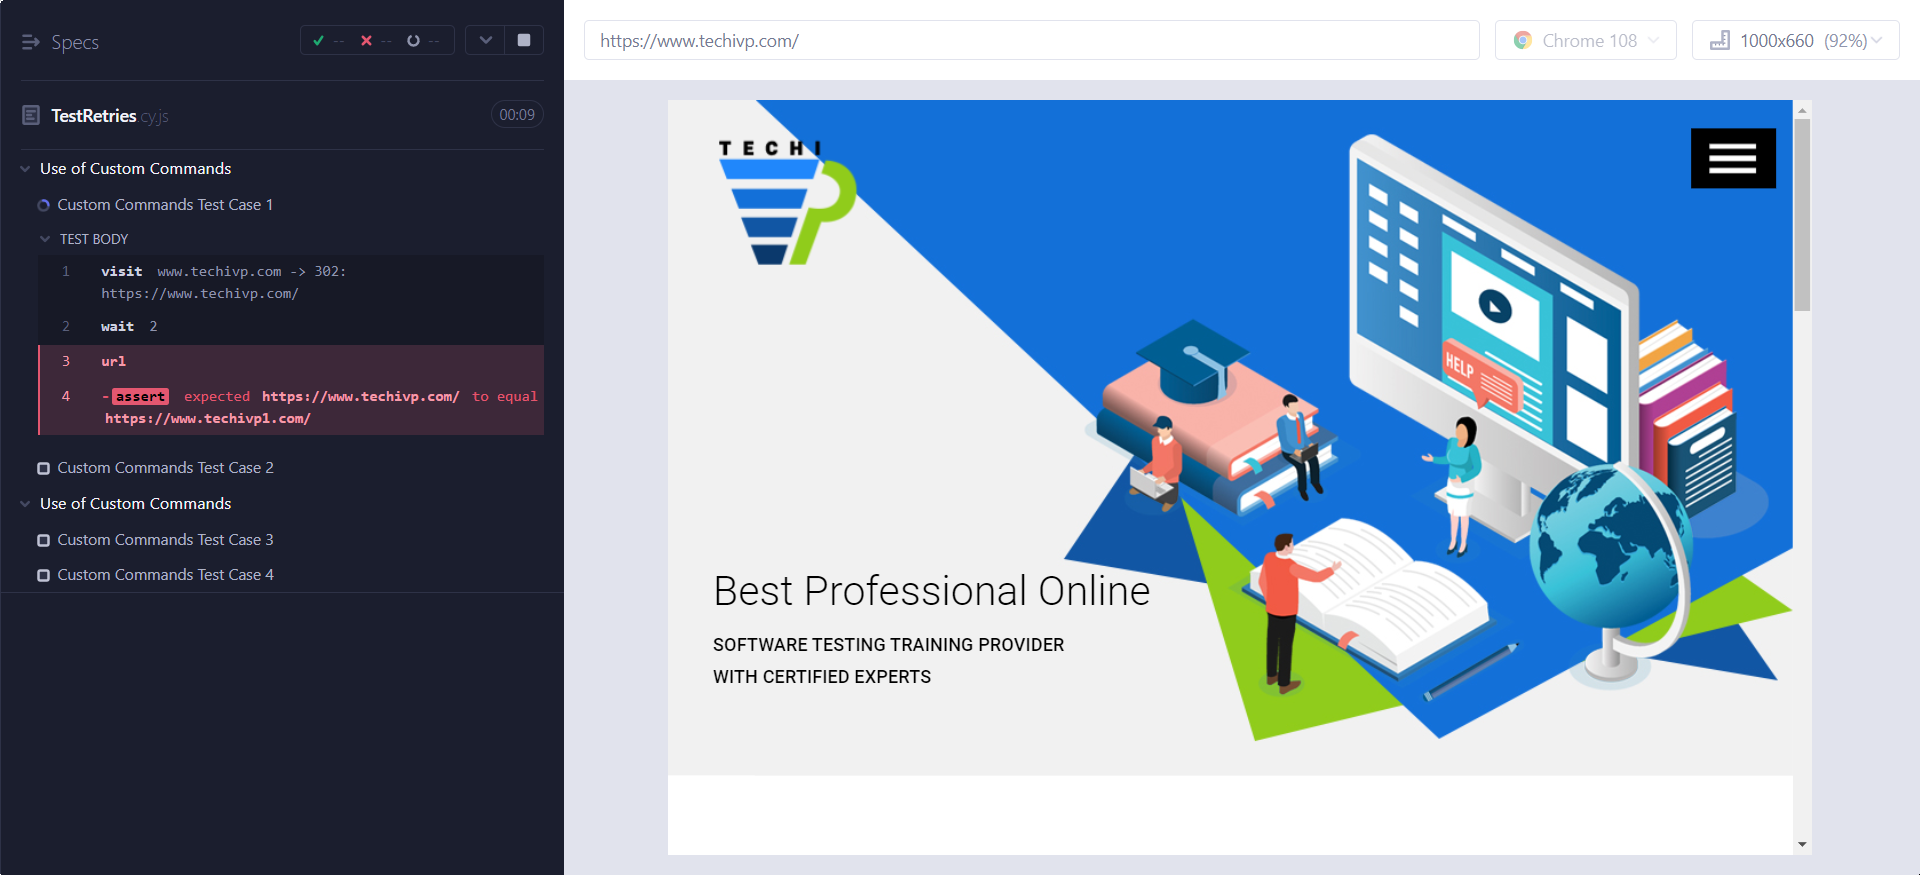 Specs
-- -- --
TestRetries.cy.js
00:09
Use of Custom Commands
Custom Commands Test Case 1
TEST BODY
1 visit www.techivp.com -> 302:
https://www.techivp.com/
2 wait 2
3 url
4 -assert expected https://www.techivp.com/ to equal
https://www.techivp1.com/
Custom Commands Test Case 2
Use of Custom Commands
Custom Commands Test Case 3
Custom Commands Test Case 4
https://www.techivp.com/
Chrome 108
1000x660 (92%)
TECHI
VP
HELP
Best Professional Online
SOFTWARE TESTING TRAINING PROVIDER
WITH CERTIFIED EXPERTS